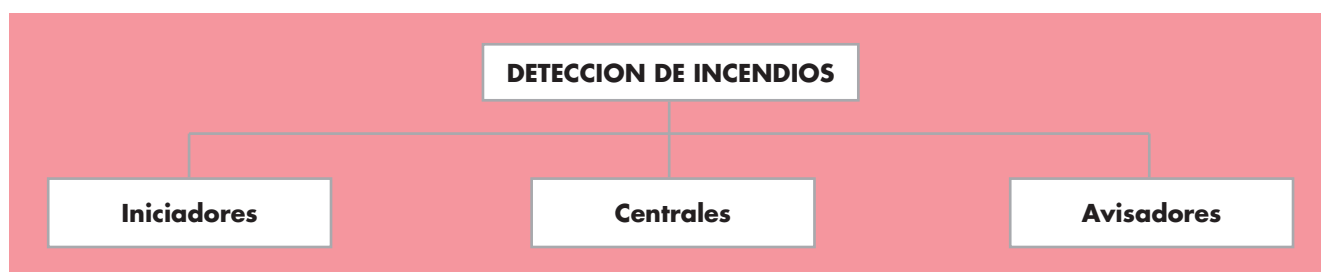 DETECCION DE INCENDIOS
Iniciadores
Centrales
Avisadores